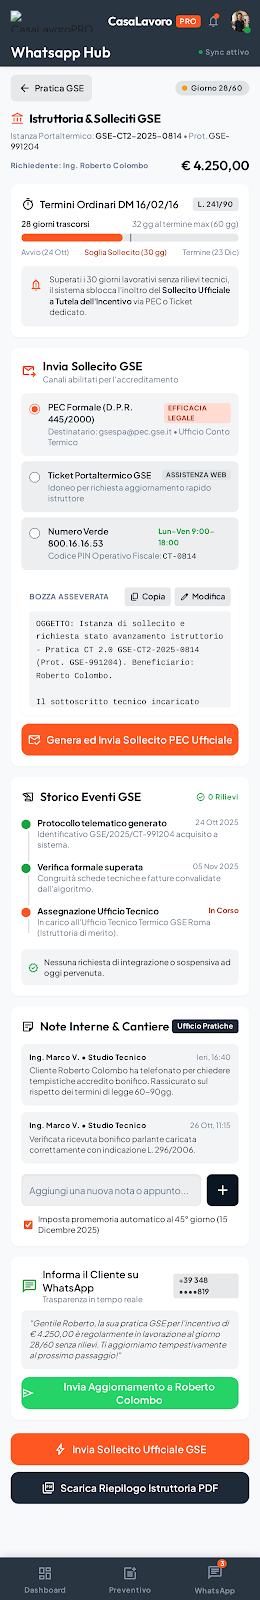 CasaLavoroPRO
CasaLavoro PRO
Whatsapp Hub
Sync attivo
Pratica GSE
Giorno 28/60
Istruttoria & Solleciti GSE
Istanza Portaltermico: GSE-CT2-2025-0814 • Prot. GSE-
991204
Richiedente: Ing. Roberto Colombo
€ 4.250,00
Termini Ordinari DM 16/02/16
L. 241/90
28 giorni trascorsi
32 gg al termine max (60 gg)
Avvio (24 Ott)
Soglia Sollecito (30 gg)
Termine (23 Dic)
Superati i 30 giorni lavorativi senza rilievi tecnici,
il sistema sblocca l'inoltro del Sollecito Ufficiale
a Tutela dell'Incentivo via PEC o Ticket
dedicato.
Invia Sollecito GSE
Canali abilitati per l'accreditamento
PEC Formale (D.P.R.
445/2000)
EFFICACIA
LEGALE
Destinatario: gsespa@pec.gse.it • Ufficio Conto
Termico
Ticket Portaltermico GSE
ASSISTENZA WEB
Idoneo per richiesta aggiornamento rapido
istruttore
Numero Verde
800.16.16.53
Lun-Ven 9:00-
18:00
Codice PIN Operativo Fiscale: CT-0814
BOZZA ASSEVERATA
Copia
Modifica
OGGETTO: Istanza di sollecito e
richiesta stato avanzamento istruttorio
- Pratica CT 2.0 GSE-CT2-2025-0814
(Prot. GSE-991204). Beneficiario:
Roberto Colombo.
Il sottoscritto tecnico incaricato
Genera ed Invia Sollecito PEC Ufficiale
Storico Eventi GSE
0 Rilievi
Protocollo telematico generato
24 Ott 2025
Identificativo GSE/2025/CT-991204 acquisito a
sistema.
Verifica formale superata
05 Nov 2025
Congruità schede tecniche e fatture convalidate
dall'algoritmo.
Assegnazione Ufficio Tecnico
In Corso
In carico all'Ufficio Tecnico Termico GSE Roma
(Istruttoria di merito).
Nessuna richiesta di integrazione o sospensiva ad
oggi pervenuta.
Note Interne & Cantiere
Ufficio Pratiche
Ing. Marco V. • Studio Tecnico
Ieri, 16:40
Cliente Roberto Colombo ha telefonato per chiedere
tempistiche accredito bonifico. Rassicurato sul
rispetto dei termini di legge 60-90gg.
Ing. Marco V. • Studio Tecnico
26 Ott, 11:15
Verificata ricevuta bonifico parlante caricata
correttamente con indicazione L. 296/2006.
Aggiungi una nuova nota o appunto...
+
Imposta promemoria automatico al 45° giorno (15
Dicembre 2025)
Informa il Cliente su
WhatsApp
+39 348
••••819
Trasparenza in tempo reale
"Gentile Roberto, la sua pratica GSE per l'incentivo di
€ 4.250,00 è regolarmente in lavorazione al giorno
28/60 senza rilievi. Ti aggiorniamo tempestivamente
al prossimo passaggio!"
Invia Aggiornamento a Roberto
Colombo
Invia Sollecito Ufficiale GSE
Scarica Riepilogo Istruttoria PDF
3
Dashboard
Preventivo
WhatsApp